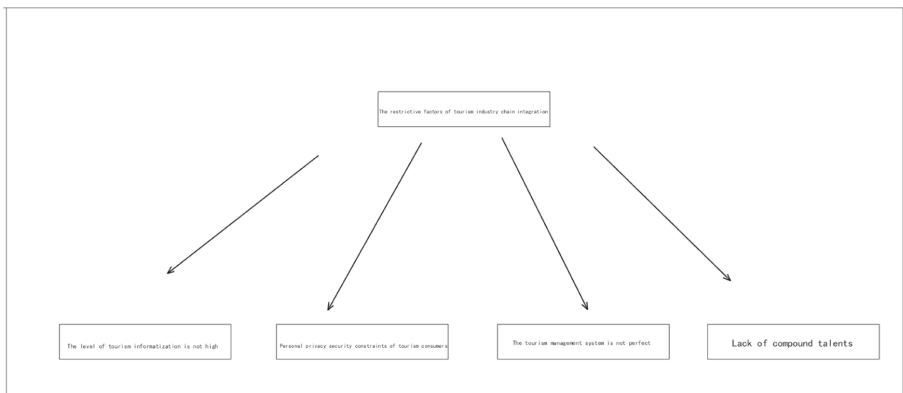 The restrictive factors of tourism industry chain integration
The level of tourism informatization is not high
Personal privacy security constraints of tourism consumers
The tourism management system is not perfect
Lack of compound talents